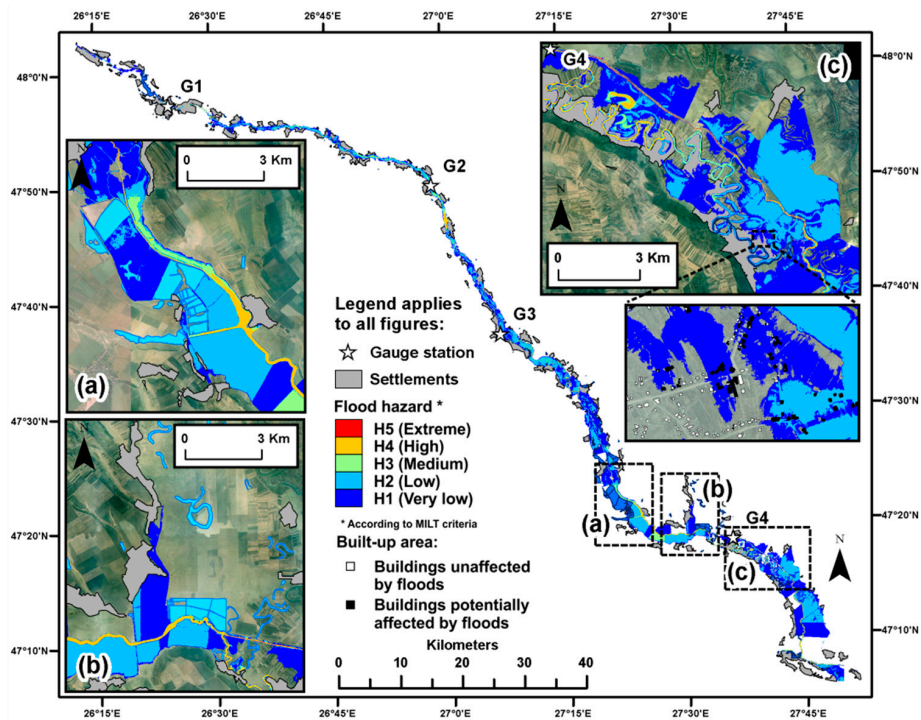 26°15'E
26°30'E
26°45'E
27°0'E
27°15'E
27°30'E
27°45'E
48°0'N
47°50'N
47°40'N
47°30'N
47°20'N
47°10'N
48°0'N
47°50'N
47°40'N
47°30'N
47°20'N
47°10'N
G1
G2
G3
G4
(a)
(b)
(c)
N
0 3 Km
(a)
N
0 3 Km
(b)
G4
(c)
N
0 3 Km
Legend applies
to all figures:
Gauge station
Settlements
Flood hazard *
H5 (Extreme)
H4 (High)
H3 (Medium)
H2 (Low)
H1 (Very low)
* According to MILT criteria
Built-up area:
Buildings unaffected
by floods
Buildings potentially
affected by floods
Kilometers
0 10 20 30 40
26°15'E
26°30'E
26°45'E
27°0'E
27°15'E
27°30'E
27°45'E